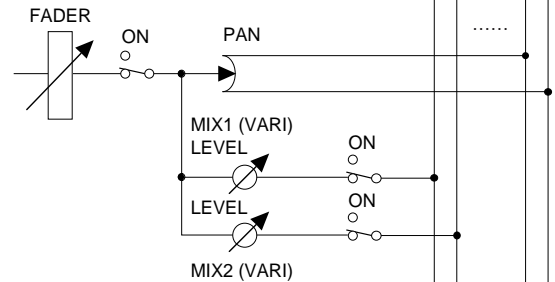 FADER
ON
PAN
......
MIX1 (VARI)
LEVEL
ON
LEVEL
ON
MIX2 (VARI)